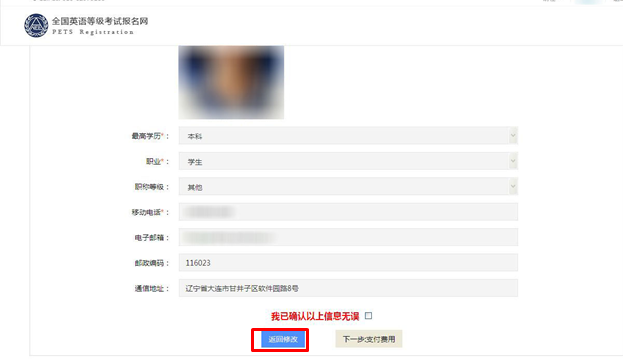 全国英语等级考试报名网
PETS Registration
最高学历*： 本科
职业*： 学生
职称等级： 其他
移动电话*：
电子邮箱：
邮政编码： 116023
通信地址： 辽宁省大连市甘井子区软件园路8号
我已确认以上信息无误
返回修改 下一步:支付费用